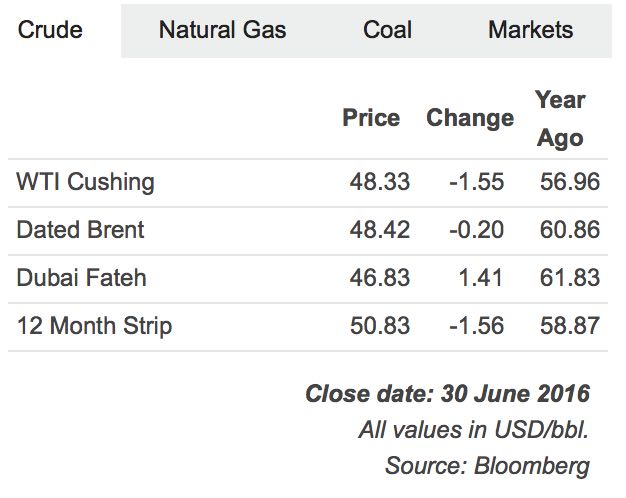 Crude Natural Gas Coal Markets
Price Change Year Ago
WTI Cushing 48.33 -1.55 56.96
Dated Brent 48.42 -0.20 60.86
Dubai Fateh 46.83 1.41 61.83
12 Month Strip 50.83 -1.56 58.87
Close date: 30 June 2016
All values in USD/bbl.
Source: Bloomberg